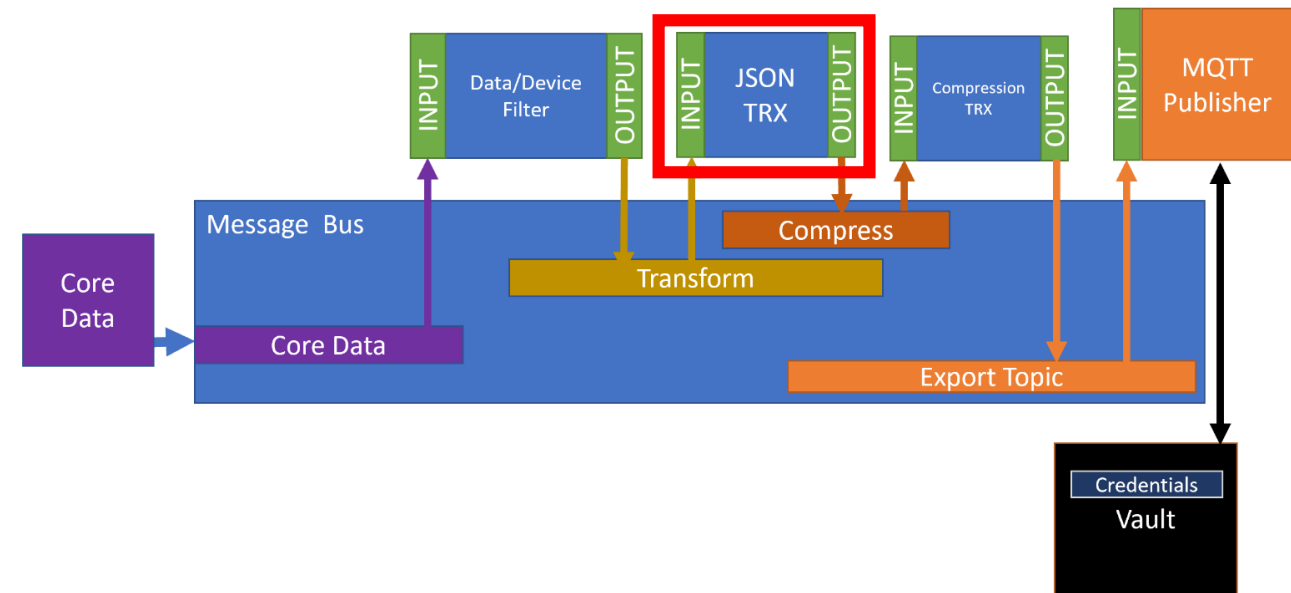 INPUT
Data/Device
Filter
OUTPUT
INPUT
JSON
TRX
OUTPUT
INPUT
Compression
TRX
OUTPUT
INPUT
MQTT
Publisher
Message Bus
Compress
Transform
Core
Data
Core Data
Export Topic
Credentials
Vault